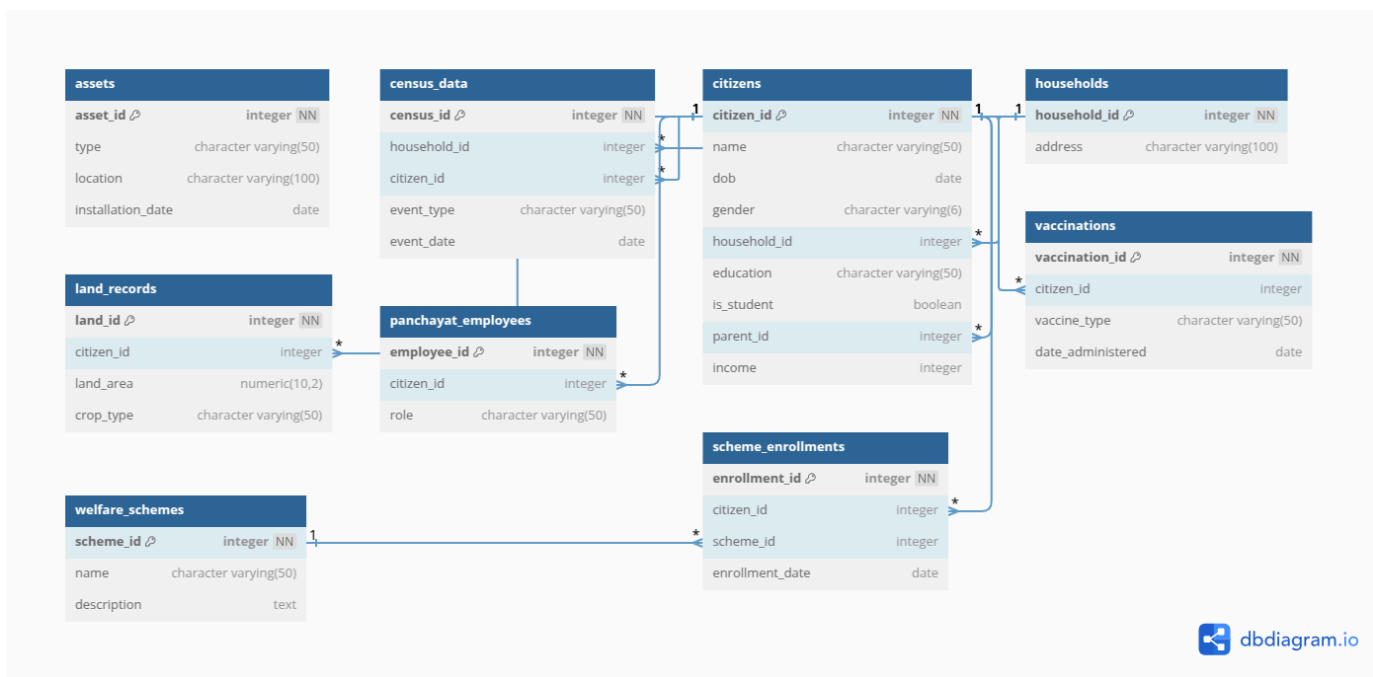 assets
asset_id integer NN
type character varying(50)
location character varying(100)
installation_date date
census_data
census_id integer NN
household_id integer
citizen_id integer
event_type character varying(50)
event_date date
citizens
citizen_id integer NN
name character varying(50)
dob date
gender character varying(6)
household_id integer
education character varying(50)
is_student boolean
parent_id integer
income integer
households
household_id integer NN
address character varying(100)
vaccinations
vaccination_id integer NN
citizen_id integer
vaccine_type character varying(50)
date_administered date
land_records
land_id integer NN
citizen_id integer
land_area numeric(10,2)
crop_type character varying(50)
panchayat_employees
employee_id integer NN
citizen_id integer
role character varying(50)
scheme_enrollments
enrollment_id integer NN
citizen_id integer
scheme_id integer
enrollment_date date
welfare_schemes
scheme_id integer NN
name character varying(50)
description text
1
1
1
1
*
*
*
*
*
*
*
*
*
dbdiagram.io